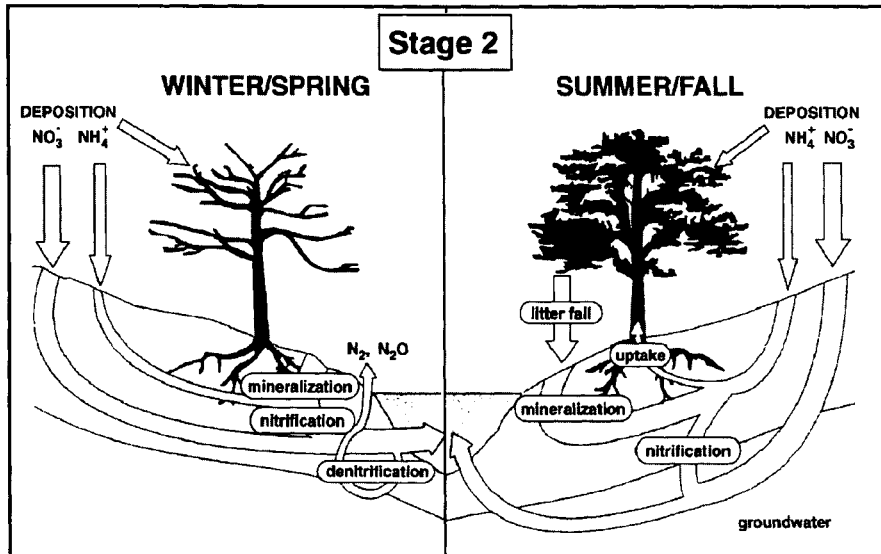 Stage 2
WINTER/SPRING
DEPOSITION
NO₃⁻ NH₄⁺
N₂, N₂O
mineralization
nitrification
denitrification
SUMMER/FALL
DEPOSITION
NH₄⁺ NO₃⁻
litter fall
uptake
mineralization
nitrification
groundwater